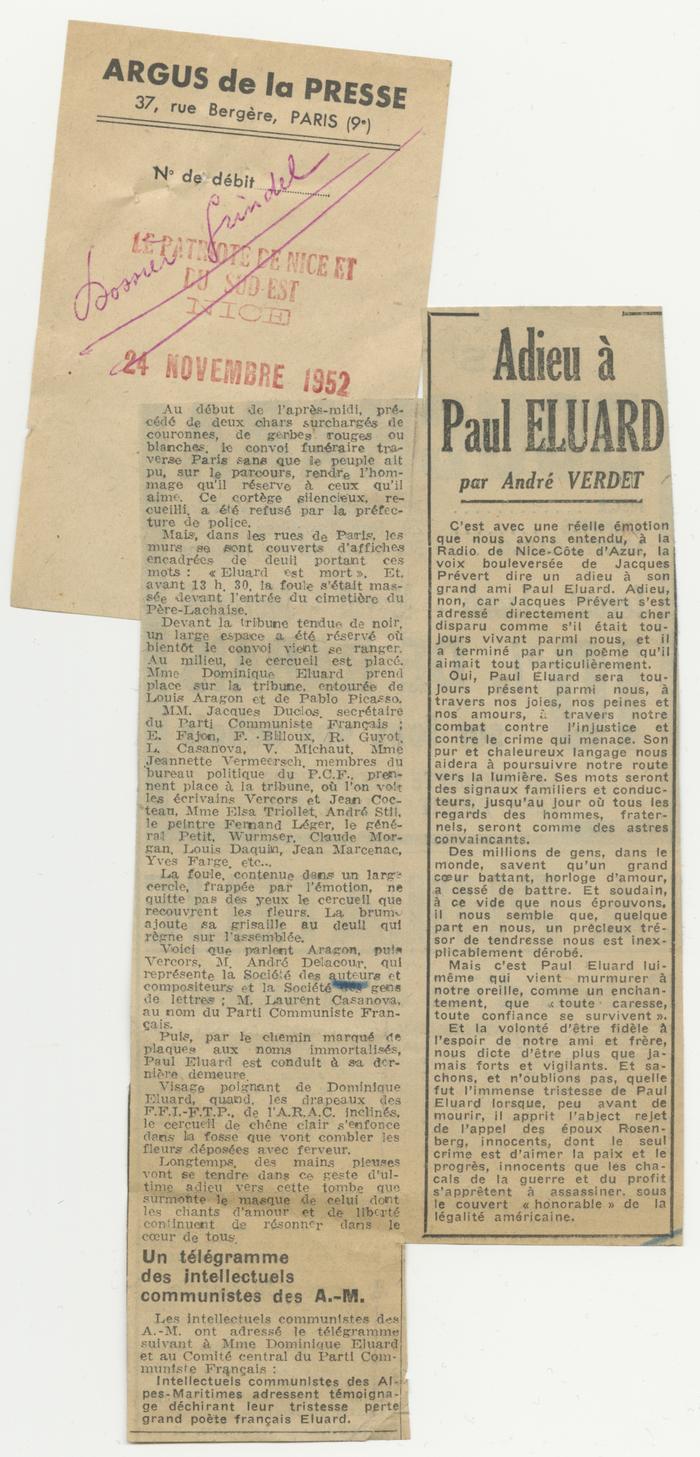 ARGUS de la PRESSE
37, rue Bergère, PARIS (9e)
N° de débit
Dossier Grindel
LE PATRIOTE DE NICE ET
DU SUD-EST
NICE
24 NOVEMBRE 1952
Au début de l'après-midi, pré-
cédé de deux chars surchargés de
couronnes, de gerbes rouges ou
blanches, le convoi funéraire tra-
verse Paris sans que le peuple ait
pu, sur le parcours, rendre l'hom-
mage qu'il réserve à ceux qu'il
aime. Ce cortège silencieux, re-
cueilli, a été refusé par la préfec-
ture de police.
Mais, dans les rues de Paris, les
murs se sont couverts d'affiches
encadrées de deuil portant ces
mots : « Eluard est mort ». Et,
avant 13 h. 30, la foule s'était mas-
sée devant l'entrée du cimetière du
Père-Lachaise.
Devant la tribune tendue de noir,
un large espace a été réservé où
bientôt le convoi vient se ranger.
Au milieu, le cercueil est placé.
Mme Dominique Eluard prend
place sur la tribune, entourée de
Louis Aragon et de Pablo Picasso.
MM. Jacques Duclos, secrétaire
du Parti Communiste Français ;
E. Fajon, F. Billoux, R. Guyot,
L. Casanova, V. Michaut, Mme
Jeannette Vermeersch, membres du
bureau politique du P.C.F., pren-
nent place à la tribune, où l'on voit
les écrivains Vercors et Jean Coc-
teau, Mme Elsa Triollet, André Stil,
le peintre Fernand Léger, le géné-
ral Petit, Wurmser, Claude Mor-
gan, Louis Daquin, Jean Marcenac,
Yves Farge, etc...
La foule, contenue dans un large
cercle, frappée par l'émotion, ne
quitte pas des yeux le cercueil que
recouvrent les fleurs. La brume
ajoute sa grisaille au deuil qui
règne sur l'assemblée.
Voici que parlent Aragon, puis
Vercors, M. André Delacour, qui
représente la Société des auteurs et
compositeurs et la Société des gens
de lettres ; M. Laurent Casanova,
au nom du Parti Communiste Fran-
çais.
Puis, par le chemin marqué de
plaques aux noms immortalisés,
Paul Eluard est conduit à sa der-
nière demeure.
Visage poignant de Dominique
Eluard, quand, les drapeaux des
F.F.I.-F.T.P., de l'A.R.A.C. inclinés,
le cercueil de chêne clair s'enfonce
dans la fosse que vont combler les
fleurs déposées avec ferveur.
Longtemps, des mains pieuses
vont se tendre dans ce geste d'ul-
time adieu vers cette tombe que
surmonte le masque de celui dont
les chants d'amour et de liberté
continuent de résonner dans le
cœur de tous.
Un télégramme
des intellectuels
communistes des A.-M.
Les intellectuels communistes des
A.-M. ont adressé le télégramme
suivant à Mme Dominique Eluard
et au Comité central du Parti Com-
muniste Français :
Intellectuels communistes des Al-
pes-Maritimes adressent témoigna-
ge déchirant leur tristesse perte
grand poète français Eluard.
Adieu à
Paul ELUARD
par André VERDET
C'est avec une réelle émotion
que nous avons entendu, à la
Radio de Nice-Côte d'Azur, la
voix bouleversée de Jacques
Prévert dire un adieu à son
grand ami Paul Eluard. Adieu,
non, car Jacques Prévert s'est
adressé directement au cher
disparu comme s'il était tou-
jours vivant parmi nous, et il
a terminé par un poème qu'il
aimait tout particulièrement.
Oui, Paul Eluard sera tou-
jours présent parmi nous, à
travers nos joies, nos peines et
nos amours, à travers notre
combat contre l'injustice et
contre le crime qui menace. Son
pur et chaleureux langage nous
aidera à poursuivre notre route
vers la lumière. Ses mots seront
des signaux familiers et conduc-
teurs, jusqu'au jour où tous les
regards des hommes, frater-
nels, seront comme des astres
convaincants.
Des millions de gens, dans le
monde, savent qu'un grand
cœur battant, horloge d'amour,
a cessé de battre. Et soudain,
à ce vide que nous éprouvons,
il nous semble que, quelque
part en nous, un précieux tré-
sor de tendresse nous est inex-
plicablement dérobé.
Mais c'est Paul Eluard lui-
même qui vient murmurer à
notre oreille, comme un enchan-
tement, que « toute caresse,
toute confiance se survivent ».
Et la volonté d'être fidèle à
l'espoir de notre ami et frère,
nous dicte d'être plus que ja-
mais forts et vigilants. Et sa-
chons, et n'oublions pas, quelle
fut l'immense tristesse de Paul
Eluard lorsque, peu avant de
mourir, il apprit l'abject rejet
de l'appel des époux Rosen-
berg, innocents, dont le seul
crime est d'aimer la paix et le
progrès, innocents que les cha-
cals de la guerre et du profit
s'apprêtent à assassiner, sous
le couvert « honorable » de la
légalité américaine.